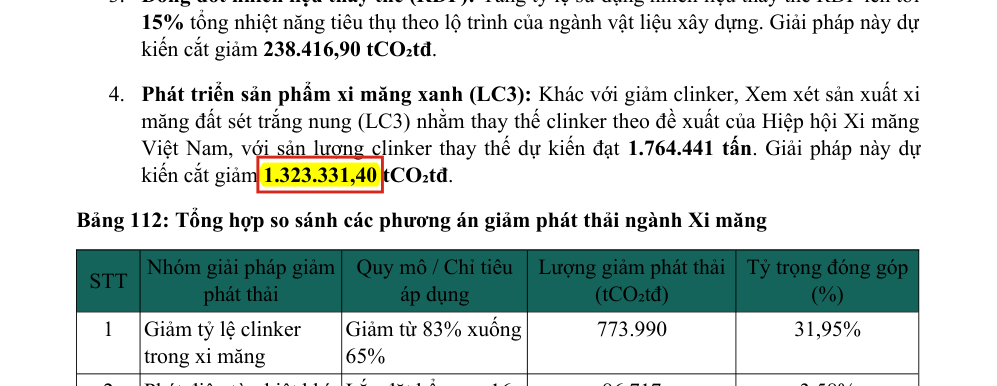 15% tổng nhiệt năng tiêu thụ theo lộ trình của ngành vật liệu xây dựng. Giải pháp này dự
kiến cắt giảm 238.416,90 tCO₂tđ.
4. Phát triển sản phẩm xi măng xanh (LC3): Khác với giảm clinker, Xem xét sản xuất xi
măng đất sét trắng nung (LC3) nhằm thay thế clinker theo đề xuất của Hiệp hội Xi măng
Việt Nam, với sản lượng clinker thay thế dự kiến đạt 1.764.441 tấn. Giải pháp này dự
kiến cắt giảm 1.323.331,40 tCO₂tđ.
Bảng 112: Tổng hợp so sánh các phương án giảm phát thải ngành Xi măng
STT Nhóm giải pháp giảm phát thải Quy mô / Chỉ tiêu áp dụng Lượng giảm phát thải (tCO₂tđ) Tỷ trọng đóng góp (%)
1 Giảm tỷ lệ clinker trong xi măng Giảm từ 83% xuống 65% 773.990 31,95%